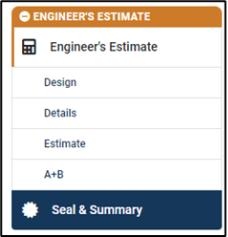 ENGINEER'S ESTIMATE
Engineer's Estimate
Design
Details
Estimate
A+B
Seal & Summary